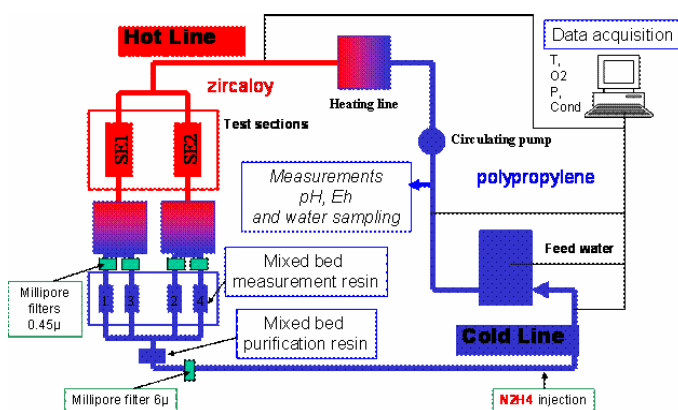 Hot Line
Data acquisition
T,
O2
P,
Cond
zircaloy
Heating line
Test sections
SE1
SE2
Circulating pump
Measurements
pH, Eh
and water sampling
polypropylene
Feed water
Mixed bed
measurement resin
Millipore
filters
0.45µ
1
3
2
4
Mixed bed
purification resin
Cold Line
Millipore filter 6µ
N2H4 injection